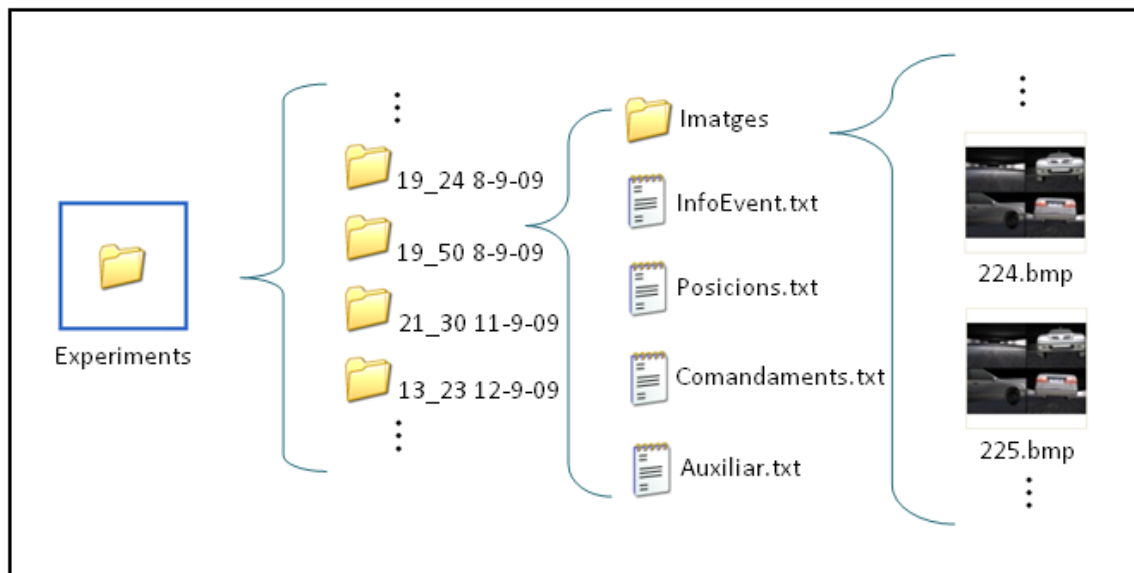 Experiments
19_24 8-9-09
19_50 8-9-09
21_30 11-9-09
13_23 12-9-09
Imatges
InfoEvent.txt
Posicions.txt
Comandaments.txt
Auxiliar.txt
224.bmp
225.bmp